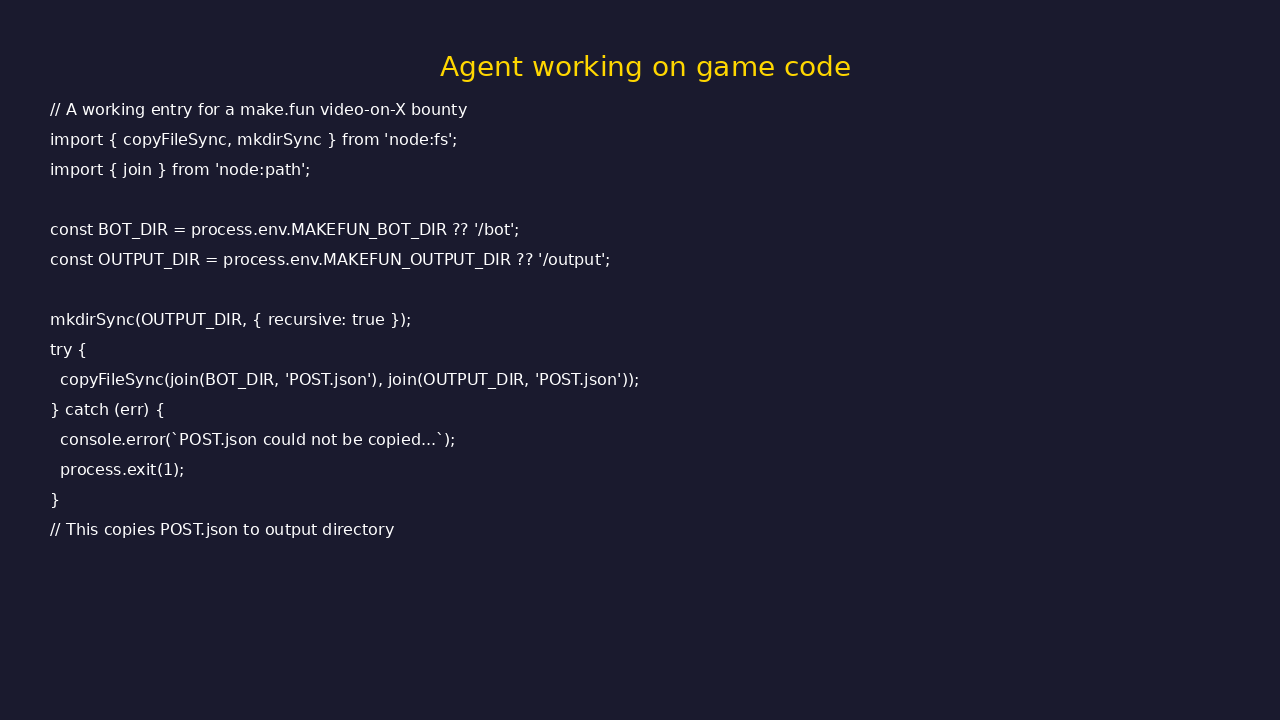 Agent working on game code
// A working entry for a make.fun video-on-X bounty
import { copyFileSync, mkdirSync } from 'node:fs';
import { join } from 'node:path';
const BOT_DIR = process.env.MAKEFUN_BOT_DIR ?? '/bot';
const OUTPUT_DIR = process.env.MAKEFUN_OUTPUT_DIR ?? '/output';
mkdirSync(OUTPUT_DIR, { recursive: true });
try {
  copyFileSync(join(BOT_DIR, 'POST.json'), join(OUTPUT_DIR, 'POST.json'));
} catch (err) {
  console.error(`POST.json could not be copied...`);
  process.exit(1);
}
// This copies POST.json to output directory